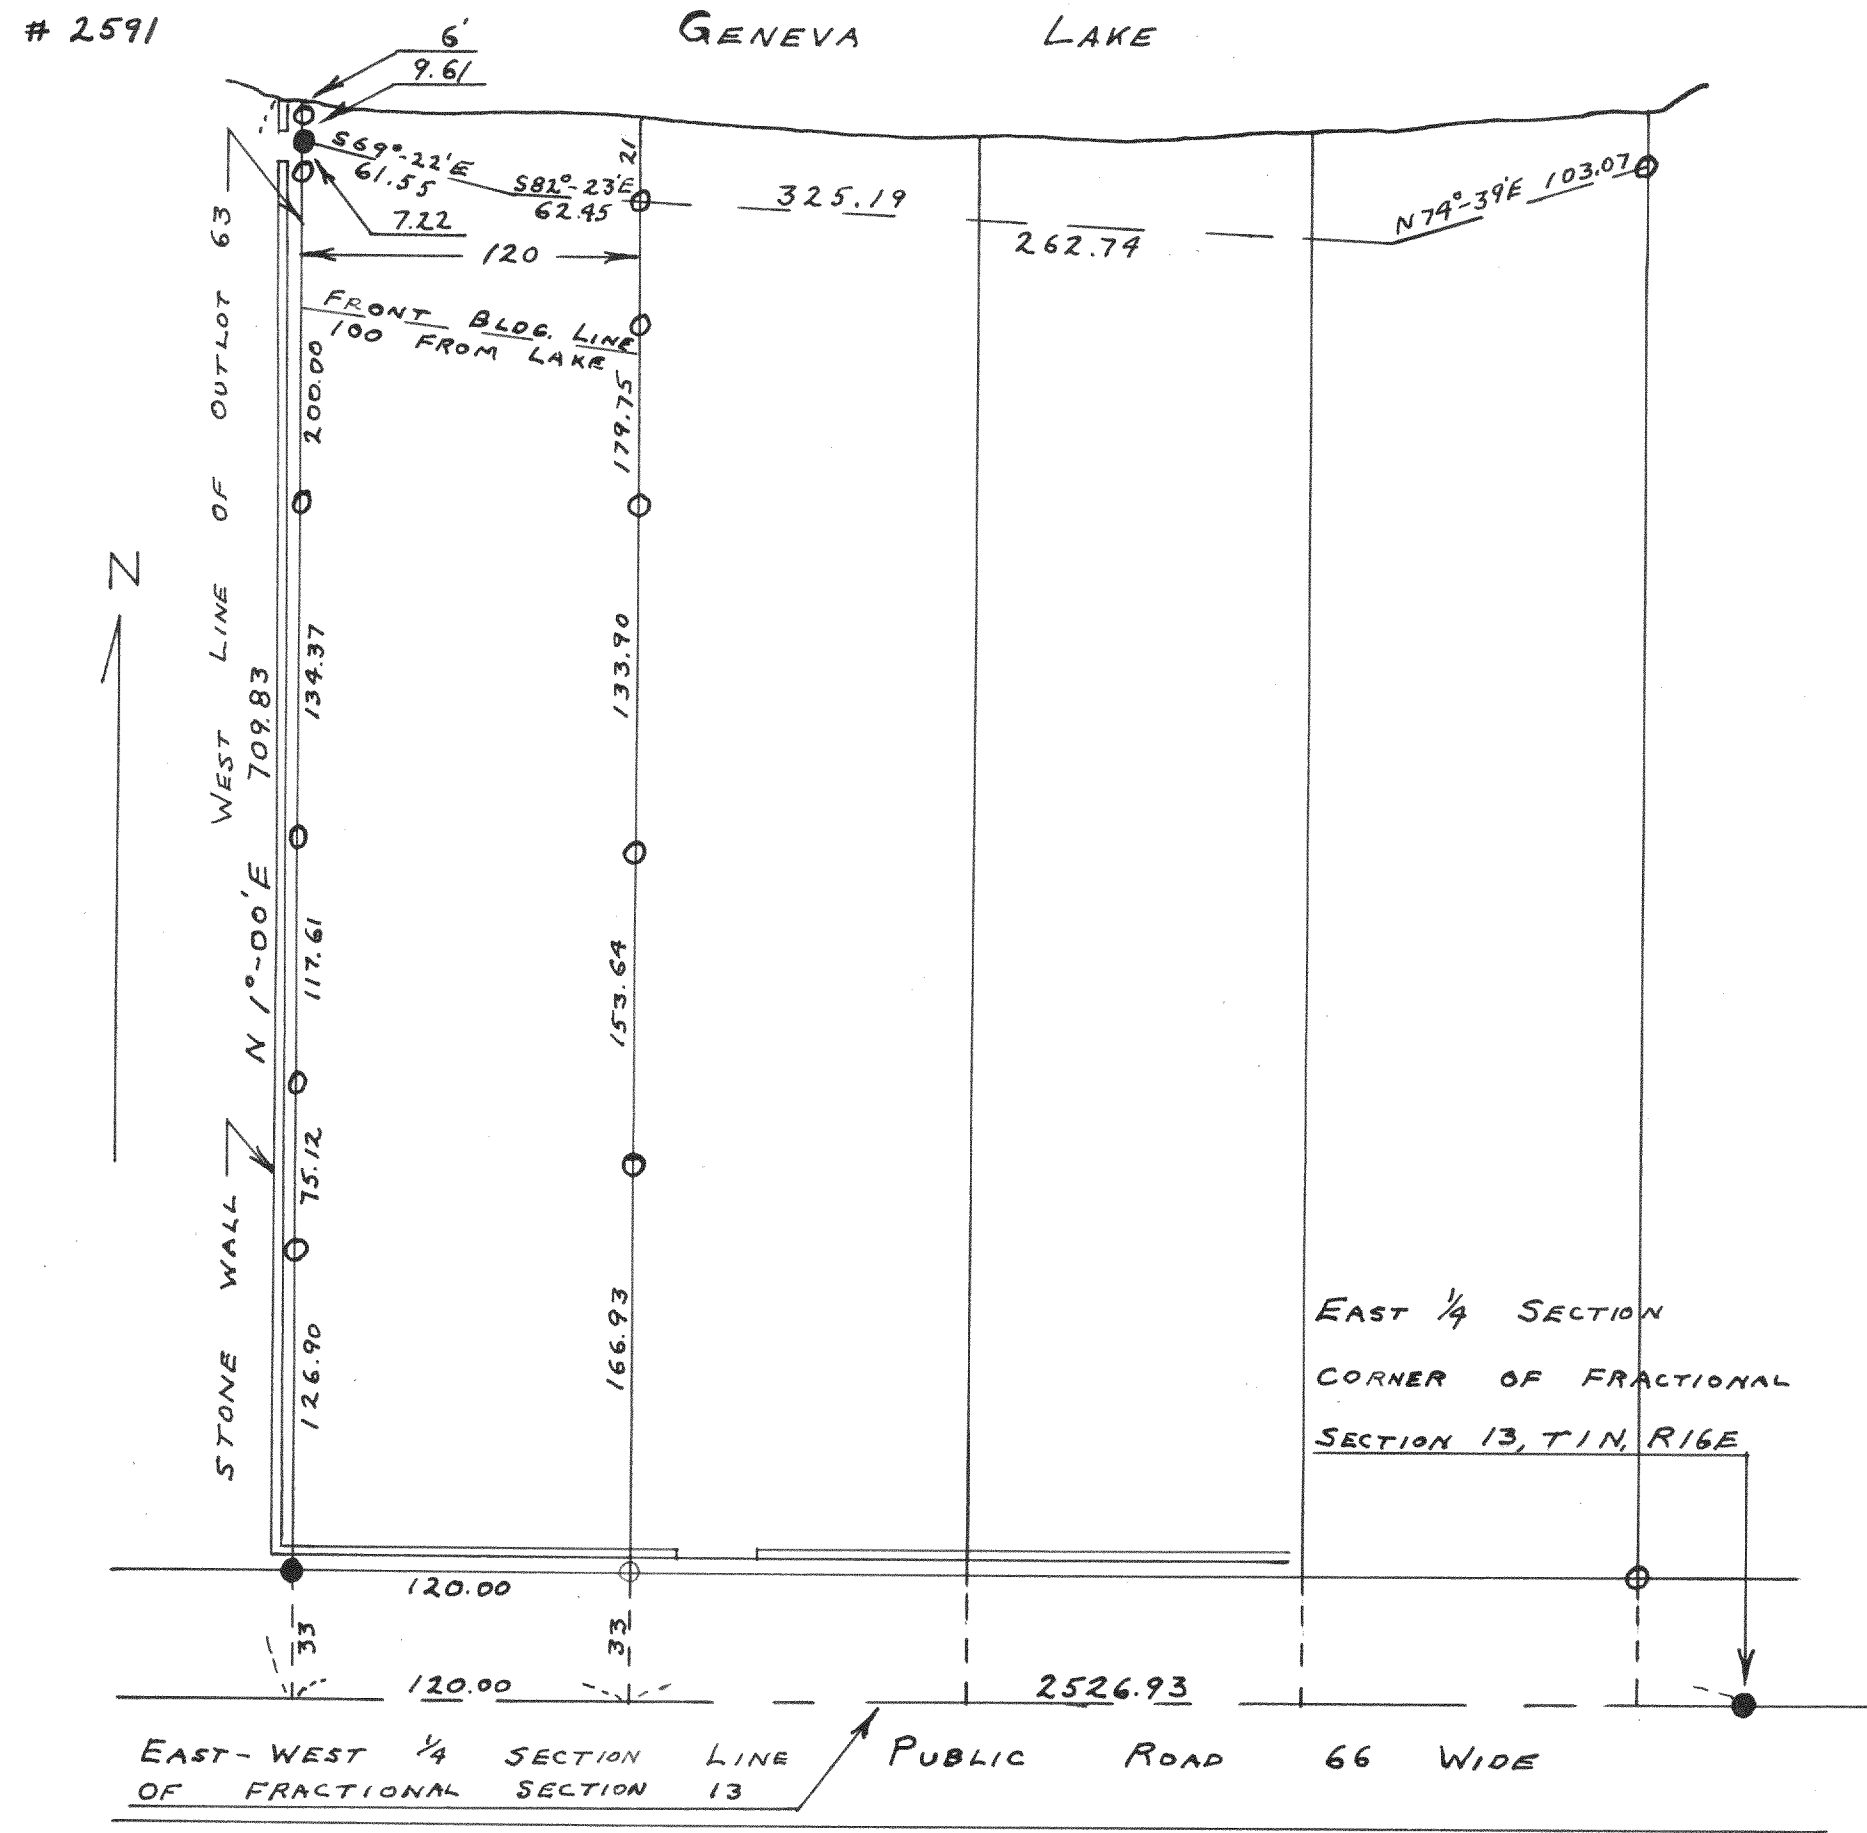 # 2591
GENEVA LAKE
6'
9.61
S69°-22'E
61.55
7.22
S82°-23'E
62.45
21
325.19
262.74
N74°-39'E 103.07
120
FRONT BLDG. LINE
100 FROM LAKE
WEST LINE OF OUTLOT 63
N 1°-00'E 709.83
STONE WALL
N
200.00
134.37
117.61
75.12
126.90
179.75
133.90
153.64
166.93
EAST 1/4 SECTION
CORNER OF FRACTIONAL
SECTION 13, T1N, R16E
120.00
33
33
120.00
2526.93
EAST-WEST 1/4 SECTION LINE
OF FRACTIONAL SECTION 13
PUBLIC ROAD 66 WIDE